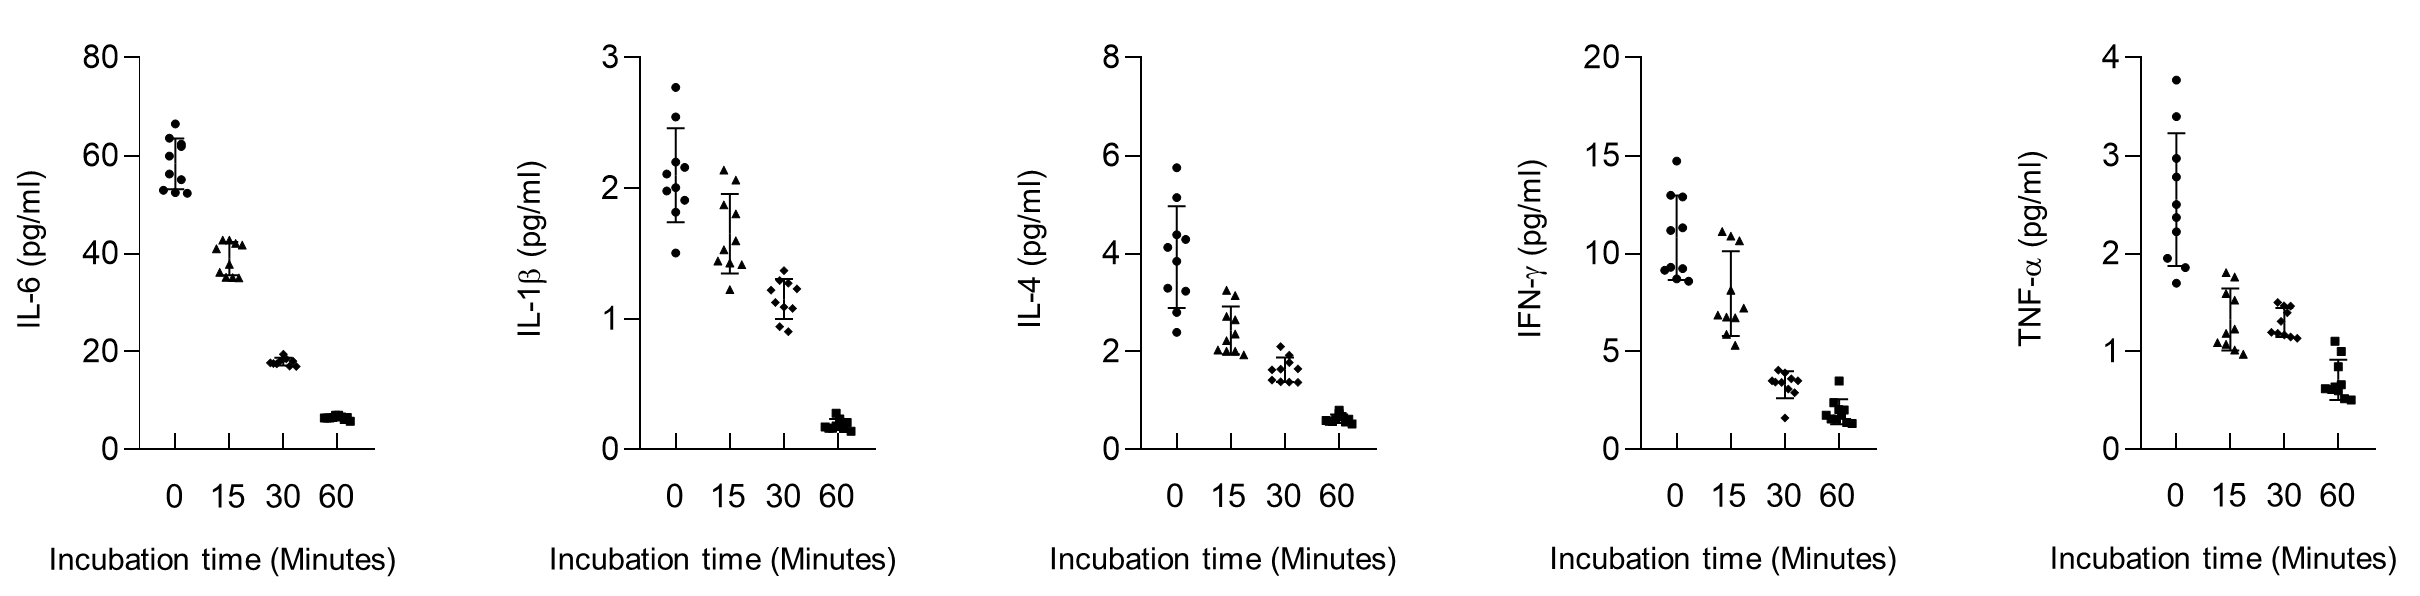 IL-6 (pg/ml)
80
60
40
20
0
0 15 30 60
Incubation time (Minutes)
IL-1β (pg/ml)
3
2
1
0
0 15 30 60
Incubation time (Minutes)
IL-4 (pg/ml)
8
6
4
2
0
0 15 30 60
Incubation time (Minutes)
IFN-γ (pg/ml)
20
15
10
5
0
0 15 30 60
Incubation time (Minutes)
TNF-α (pg/ml)
4
3
2
1
0
0 15 30 60
Incubation time (Minutes)